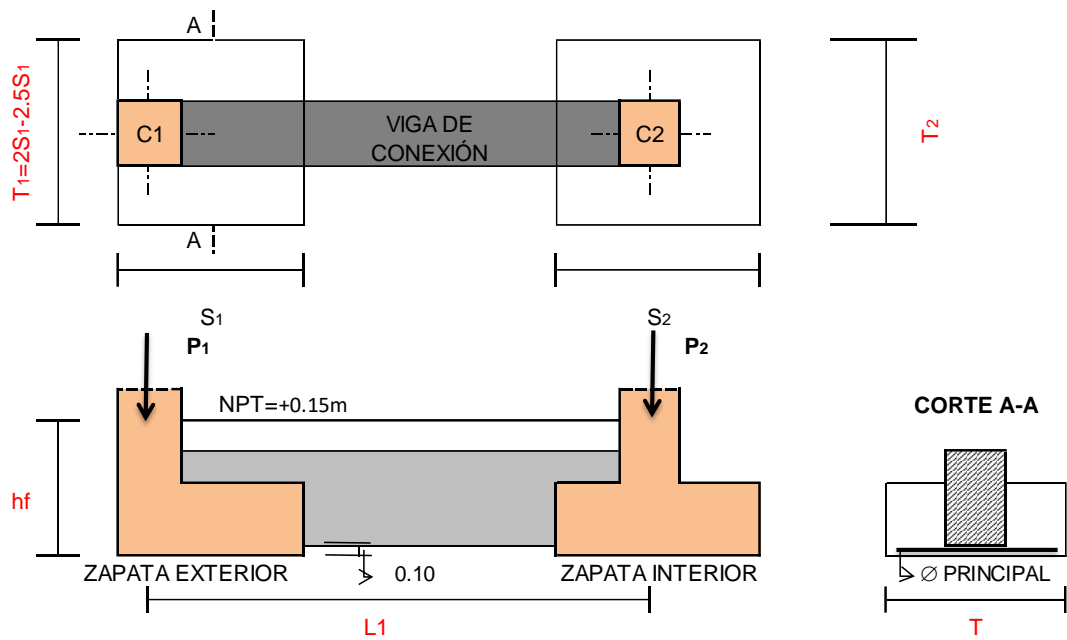 A
T1=2S1-2.5S1
C1
VIGA DE
CONEXIÓN
C2
T2
A
S1
P1
S2
P2
NPT=+0.15m
CORTE A-A
hf
ZAPATA EXTERIOR
0.10
ZAPATA INTERIOR
∅ PRINCIPAL
L1
T